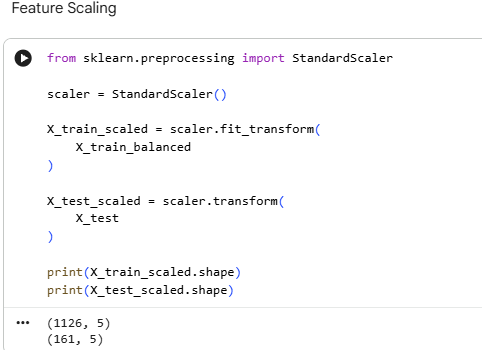 Feature Scaling
from sklearn.preprocessing import StandardScaler
scaler = StandardScaler()
X_train_scaled = scaler.fit_transform(
    X_train_balanced
)
X_test_scaled = scaler.transform(
    X_test
)
print(X_train_scaled.shape)
print(X_test_scaled.shape)
(1126, 5)
(161, 5)